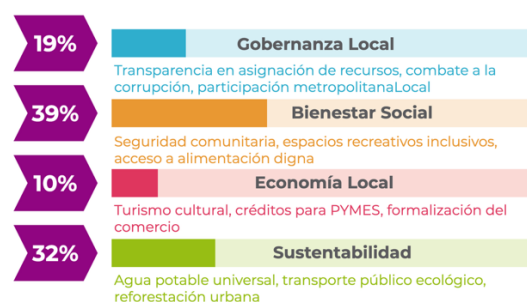 19%
Gobernanza Local
Transparencia en asignación de recursos, combate a la
corrupción, participación metropolitanaLocal
39%
Bienestar Social
Seguridad comunitaria, espacios recreativos inclusivos,
acceso a alimentación digna
10%
Economía Local
Turismo cultural, créditos para PYMES, formalización del
comercio
32%
Sustentabilidad
Agua potable universal, transporte público ecológico,
reforestación urbana